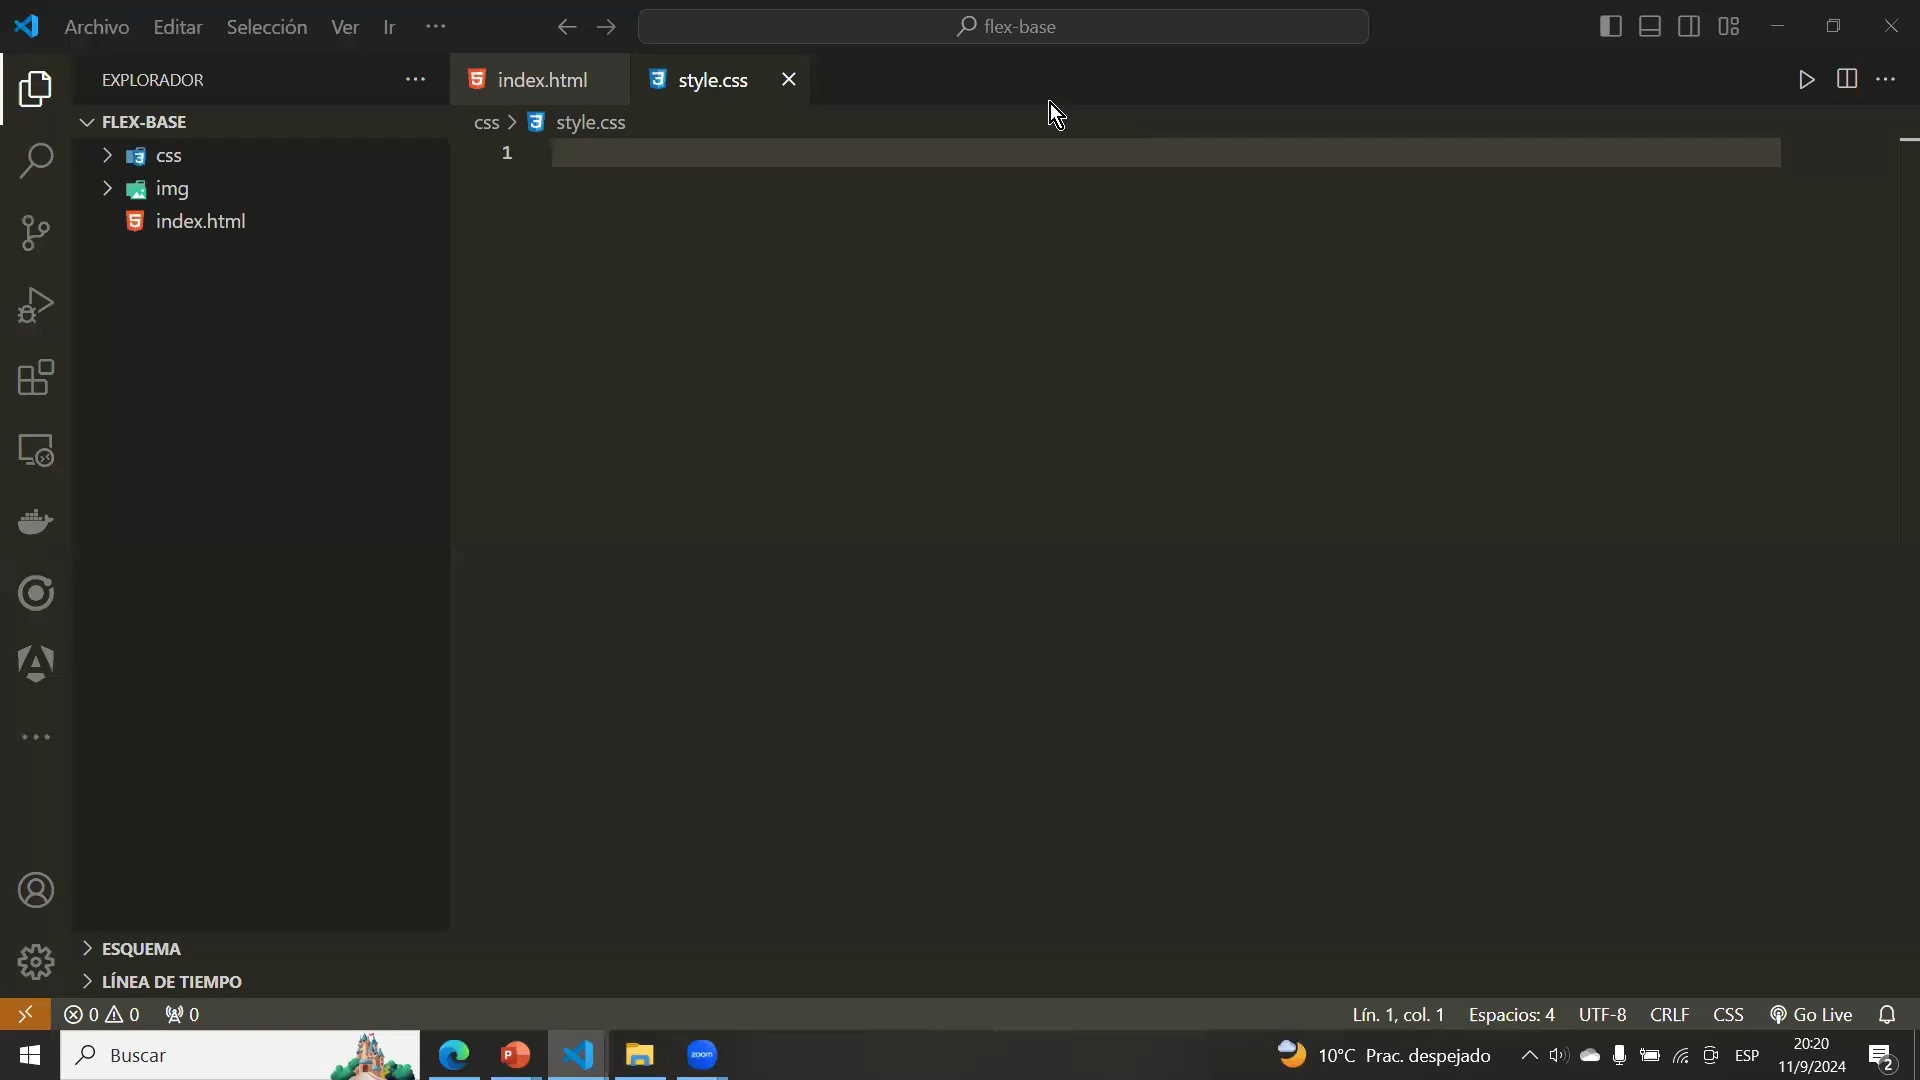 Archivo Editar Selección Ver Ir ··· flex-base
EXPLORADOR ···
index.html style.css
FLEX-BASE
css > style.css
1
css
img
index.html
ESQUEMA
LÍNEA DE TIEMPO
0 0 0 Lín. 1, col. 1 Espacios: 4 UTF-8 CRLF CSS Go Live
Buscar zoom 10°C Prac. despejado ESP 20:20
11/9/2024 2